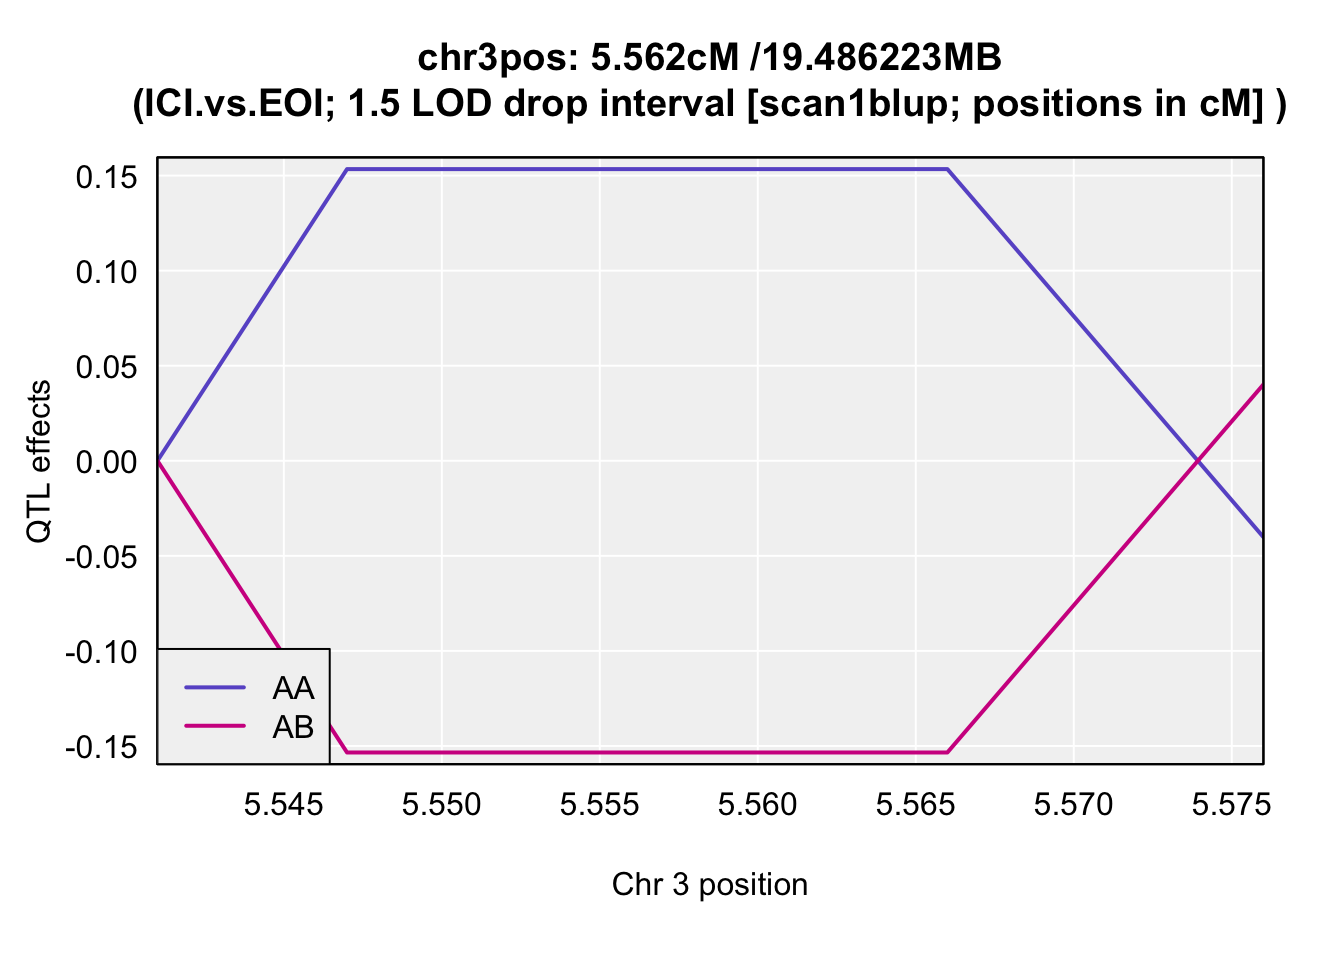 chr3pos: 5.562cM /19.486223MB
(ICI.vs.EOI; 1.5 LOD drop interval [scan1blup; positions in cM] )
QTL effects
0.15
0.10
0.05
0.00
-0.05
-0.10
-0.15
AA
AB
5.545 5.550 5.555 5.560 5.565 5.570 5.575
Chr 3 position